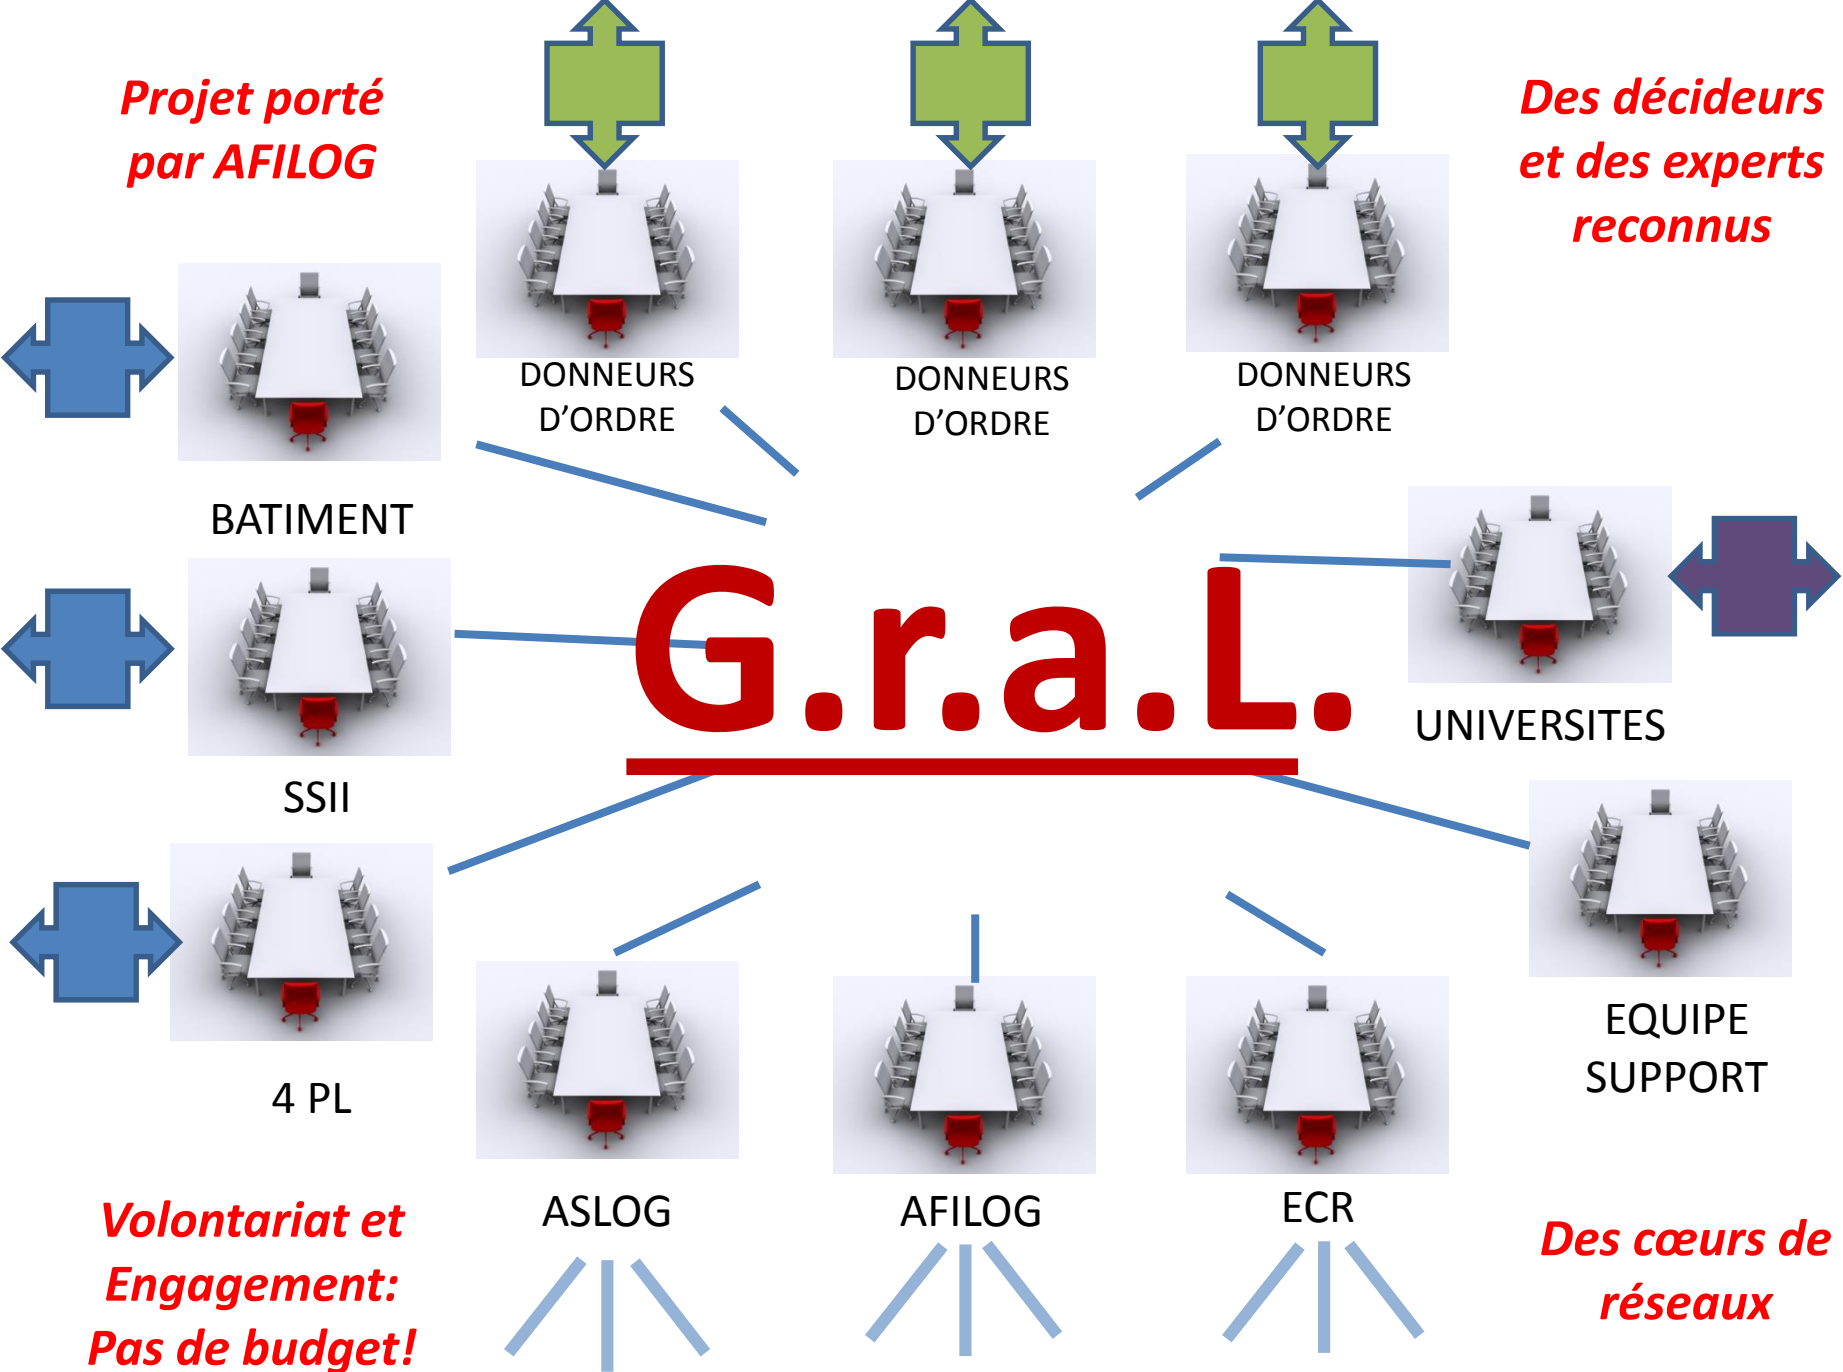 Projet porté
par AFILOG
Des décideurs
et des experts
reconnus
DONNEURS
D’ORDRE
DONNEURS
D’ORDRE
DONNEURS
D’ORDRE
BATIMENT
G.r.a.L.
UNIVERSITES
SSII
EQUIPE
SUPPORT
4 PL
ASLOG
AFILOG
ECR
Volontariat et
Engagement:
Pas de budget!
Des cœurs de
réseaux